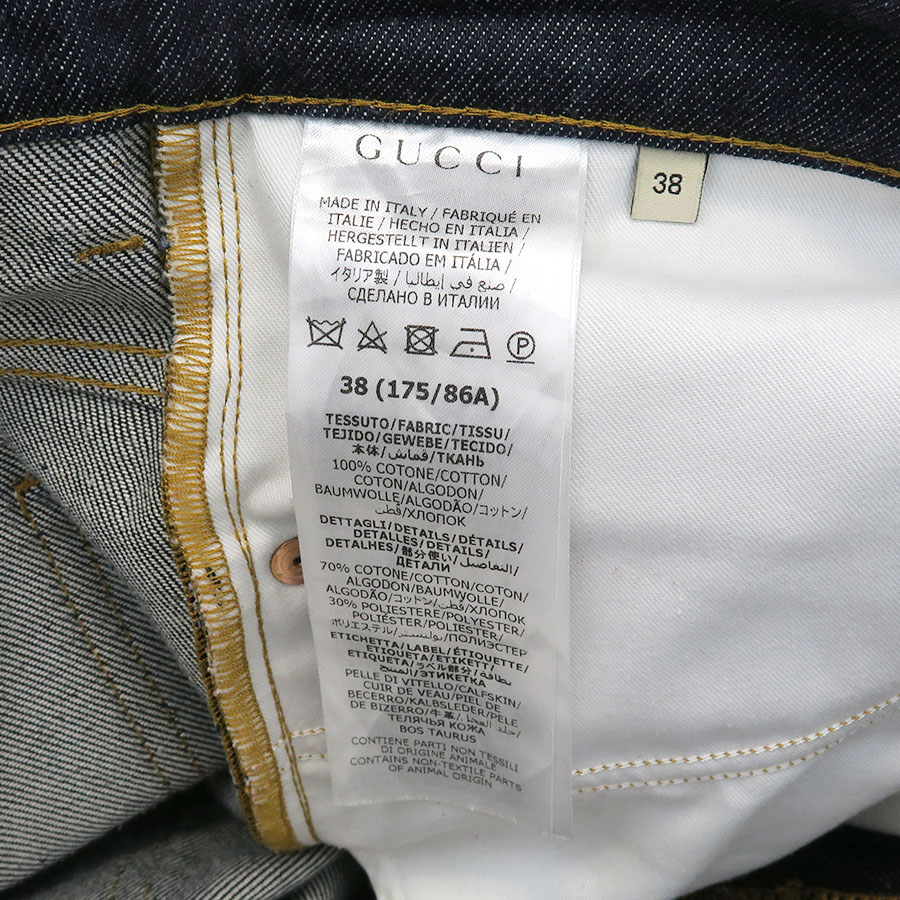 GUCCI
38
MADE IN ITALY / FABRIQUÉ EN
ITALIE / HECHO EN ITALIA /
HERGESTELLT IN ITALIEN /
FABRICADO EM ITÁLIA /
イタリア製 / صنع في إيطاليا /
СДЕЛАНО В ИТАЛИИ
P
38 (175/86A)
TESSUTO/FABRIC/TISSU/
TEJIDO/GEWEBE/TECIDO/
本体/قماش/ТКАНЬ
100% COTONE/COTTON/
COTON/ALGODON/
BAUMWOLLE/ALGODÃO/コットン/
قطن/ХЛОПОК
DETTAGLI/DETAILS/DÉTAILS/
DETALLES/DETAILS/
DETALHES/部分使い/التفاصيل/
ДЕТАЛИ
70% COTONE/COTTON/COTON/
ALGODON/BAUMWOLLE/
ALGODÃO/コットン/قطن/ХЛОПОК
30% POLIESTERE/POLYESTER/
POLIÉSTER/POLIESTER/
ポリエステル/بوليستر/ПОЛИЭСТЕР
ETICHETTA/LABEL/ÉTIQUETTE/
ETIQUETA/ETIKETT/
ETIQUETA/ラベル部分/بطاقة
المنتج/ЭТИКЕТКА
PELLE DI VITELLO/CALFSKIN/
CUIR DE VEAU/PIEL DE
BECERRO/KALBSLEDER/PELE
DE BIZERRO/牛革/جلد العجل/
ТЕЛЯЧЬЯ КОЖА
BOS TAURUS
CONTIENE PARTI NON TESSILI
DI ORIGINE ANIMALE
CONTAINS NON-TEXTILE PARTS
OF ANIMAL ORIGIN